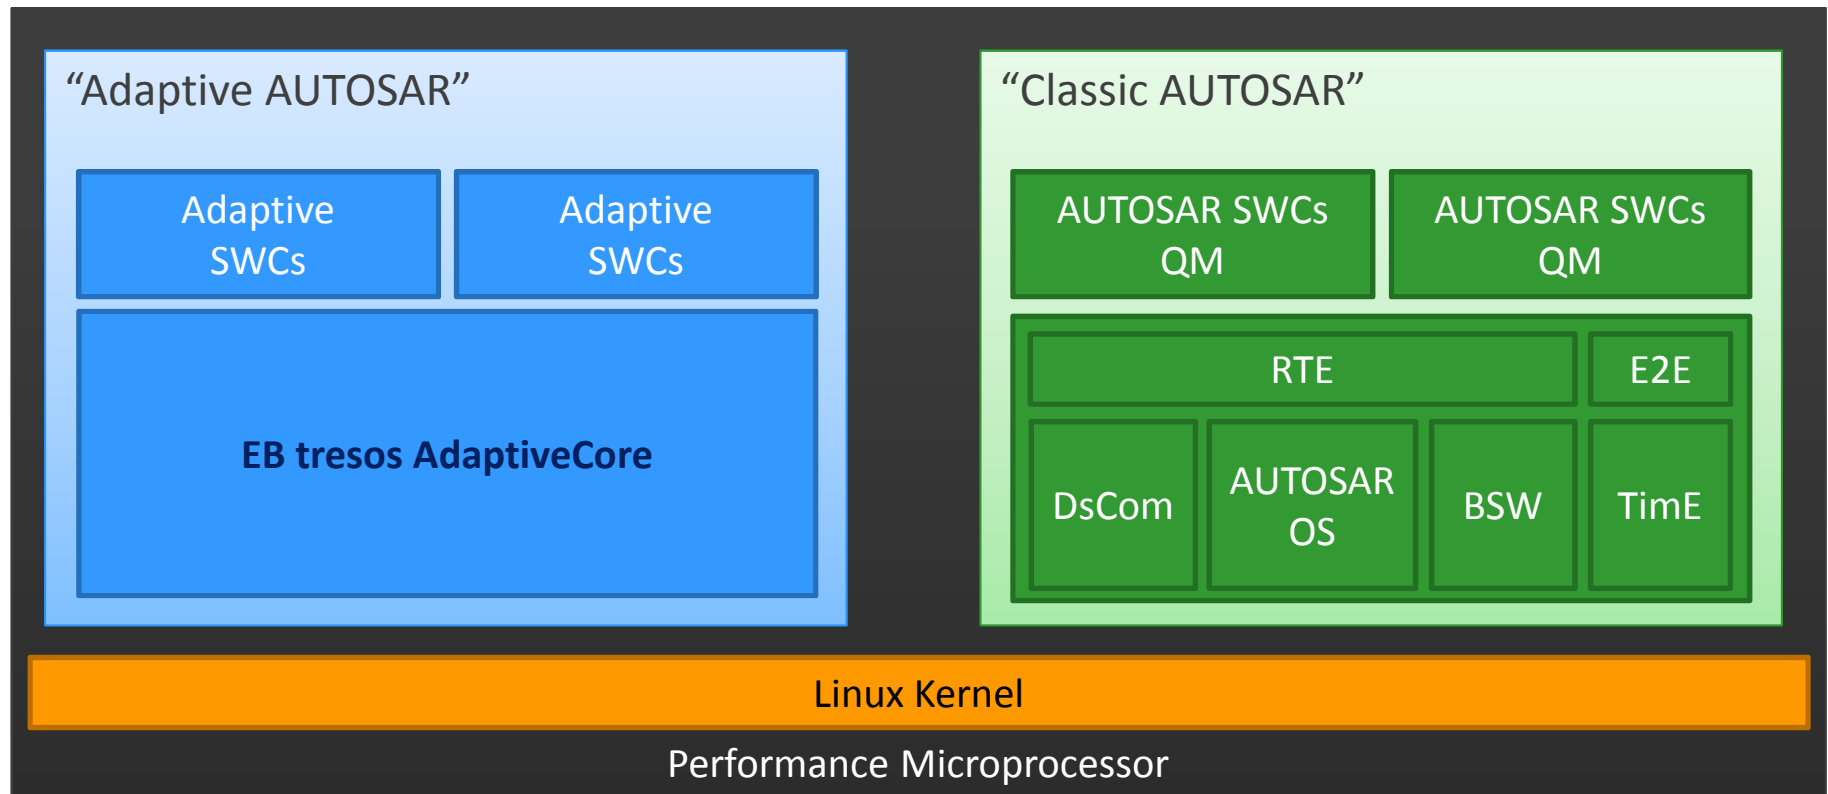 “Adaptive AUTOSAR”
Adaptive
SWCs
Adaptive
SWCs
EB tresos AdaptiveCore
“Classic AUTOSAR”
AUTOSAR SWCs
QM
AUTOSAR SWCs
QM
RTE
E2E
DsCom
AUTOSAR
OS
BSW
TimE
Linux Kernel
Performance Microprocessor